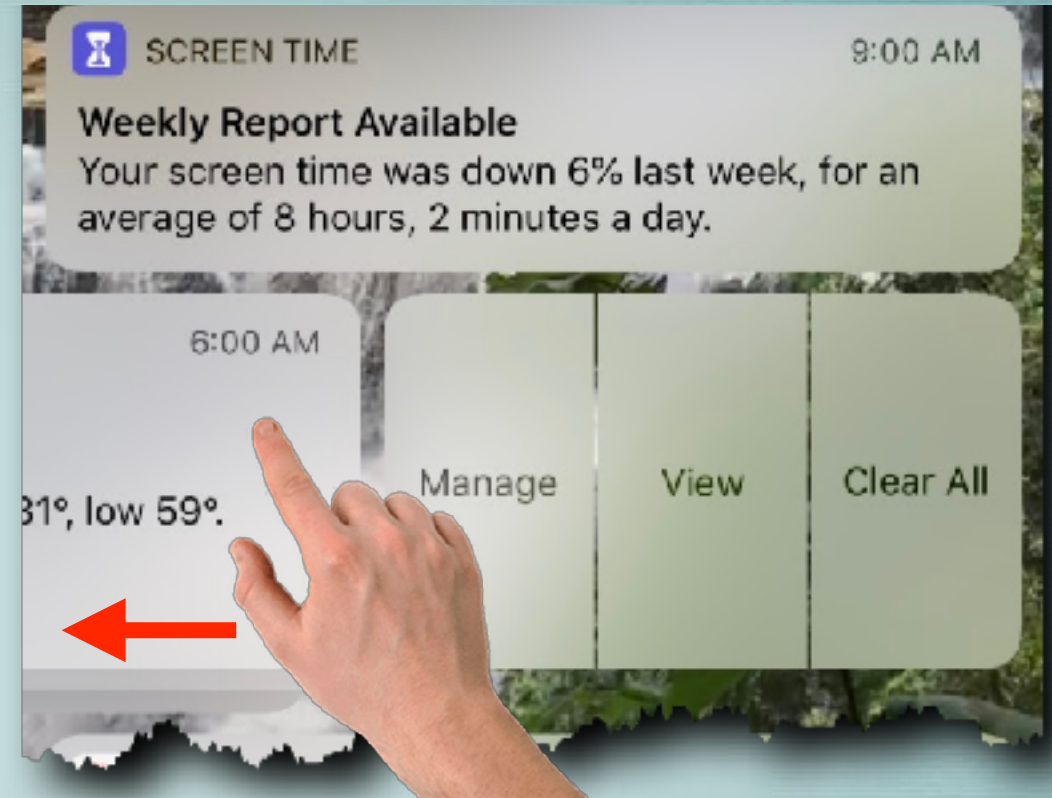 SCREEN TIME 9:00 AM
Weekly Report Available
Your screen time was down 6% last week, for an
average of 8 hours, 2 minutes a day.
6:00 AM
Manage View Clear All
31°, low 59°.